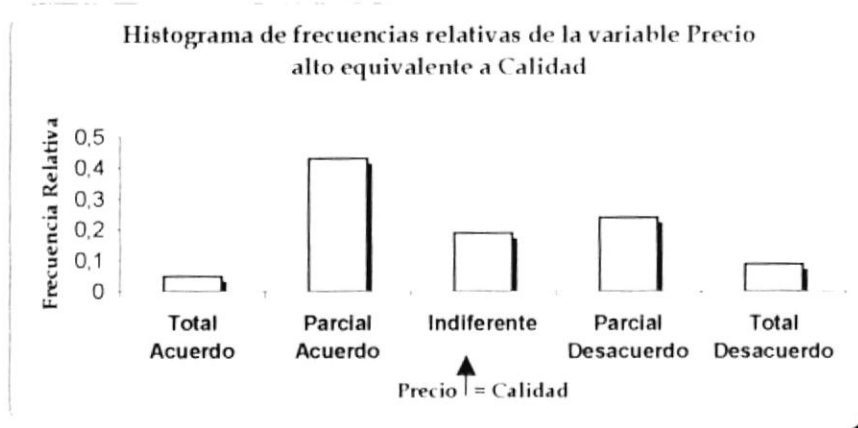 Histograma de frecuencias relativas de la variable Precio
alto equivalente a Calidad
Frecuencia Relativa
0,5
0,4
0,3
0,2
0,1
0
Total
Acuerdo
Parcial
Acuerdo
Indiferente
Parcial
Desacuerdo
Total
Desacuerdo
Precio = Calidad